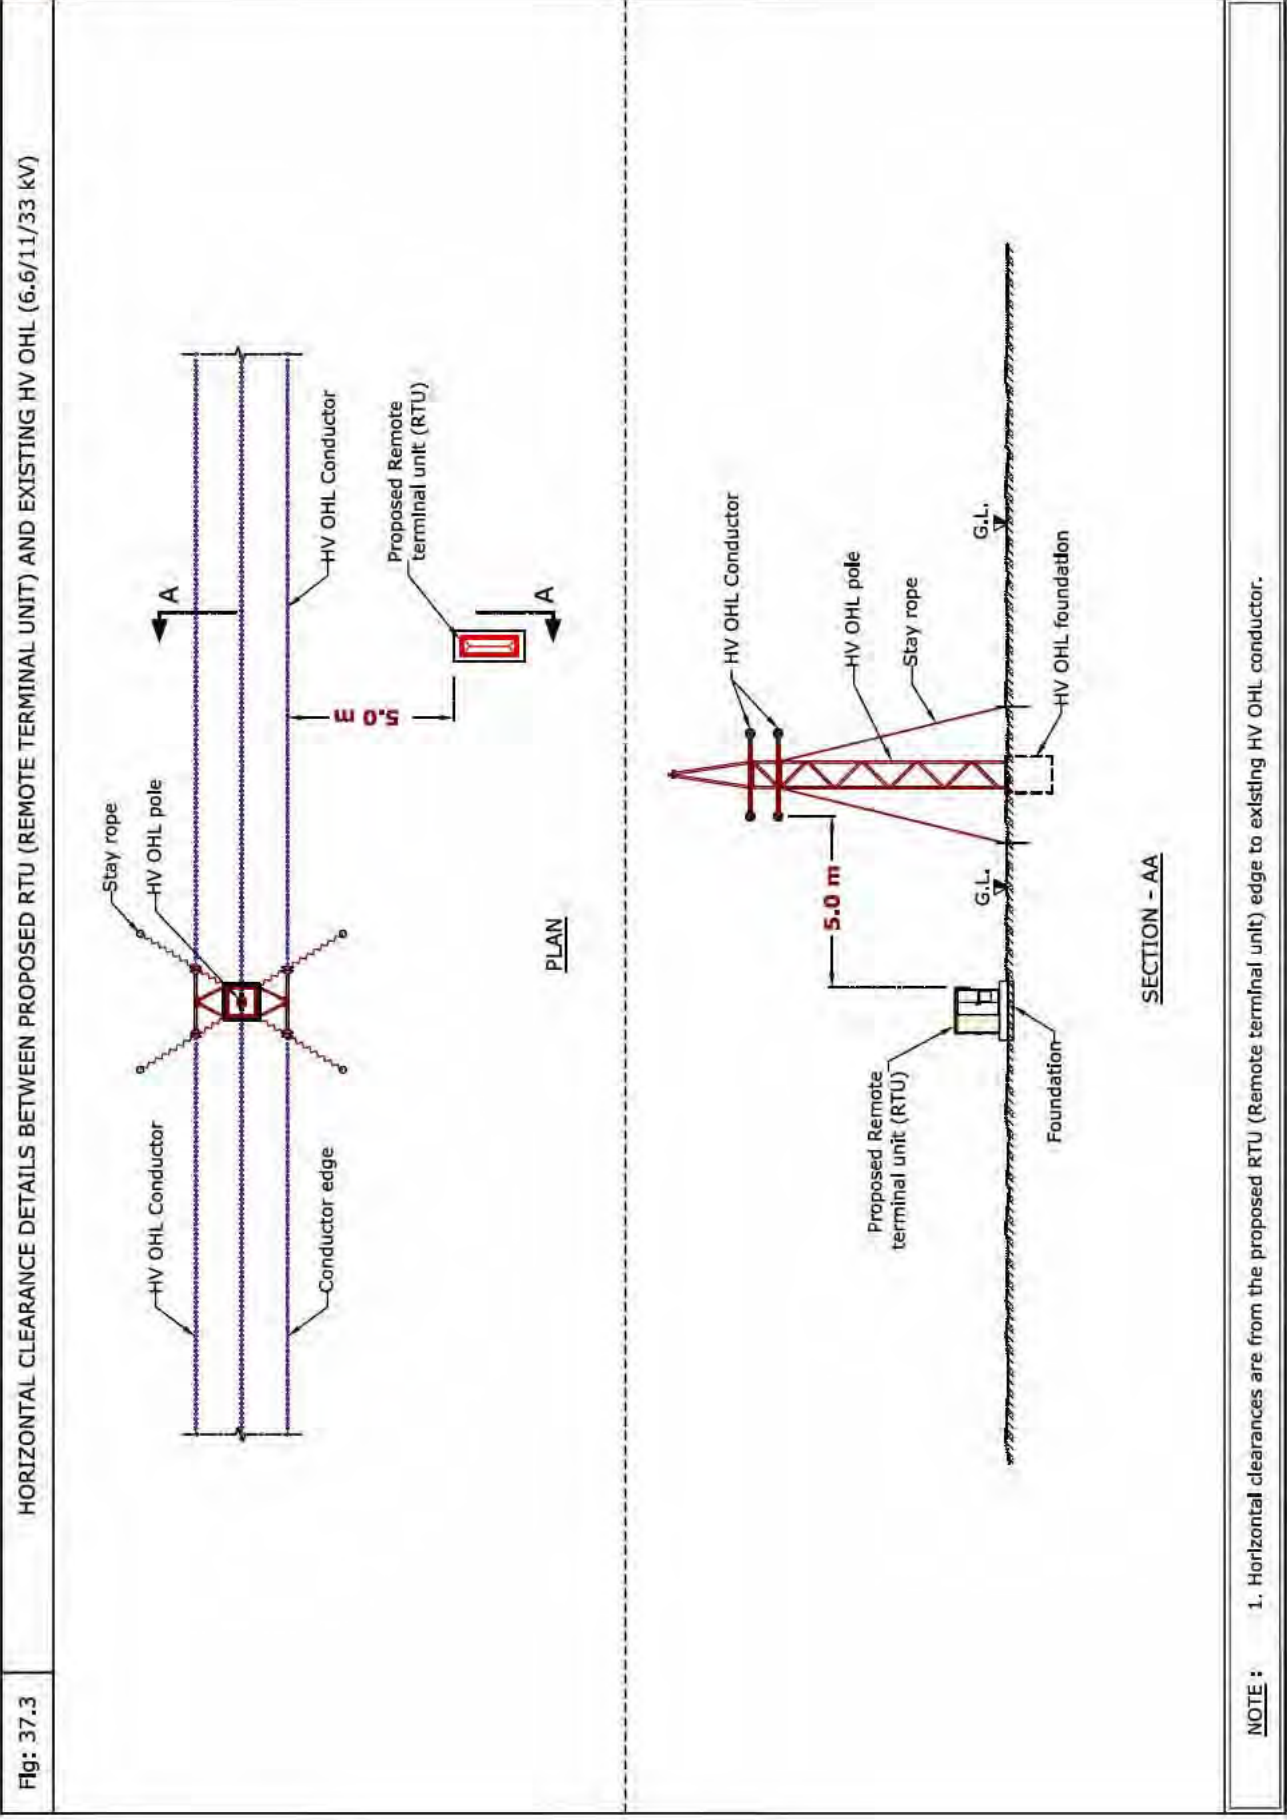 Fig: 37.3
HORIZONTAL CLEARANCE DETAILS BETWEEN PROPOSED RTU (REMOTE TERMINAL UNIT) AND EXISTING HV OHL (6.6/11/33 kV)
Stay rope
HV OHL pole
A
HV OHL Conductor
Conductor edge
HV OHL Conductor
5.0 m
Proposed Remote
terminal unit (RTU)
A
PLAN
HV OHL Conductor
HV OHL pole
Stay rope
5.0 m
Proposed Remote
terminal unit (RTU)
G.L.
G.L.
Foundation
HV OHL foundation
SECTION - AA
NOTE : 1. Horizontal clearances are from the proposed RTU (Remote terminal unit) edge to existing HV OHL conductor.